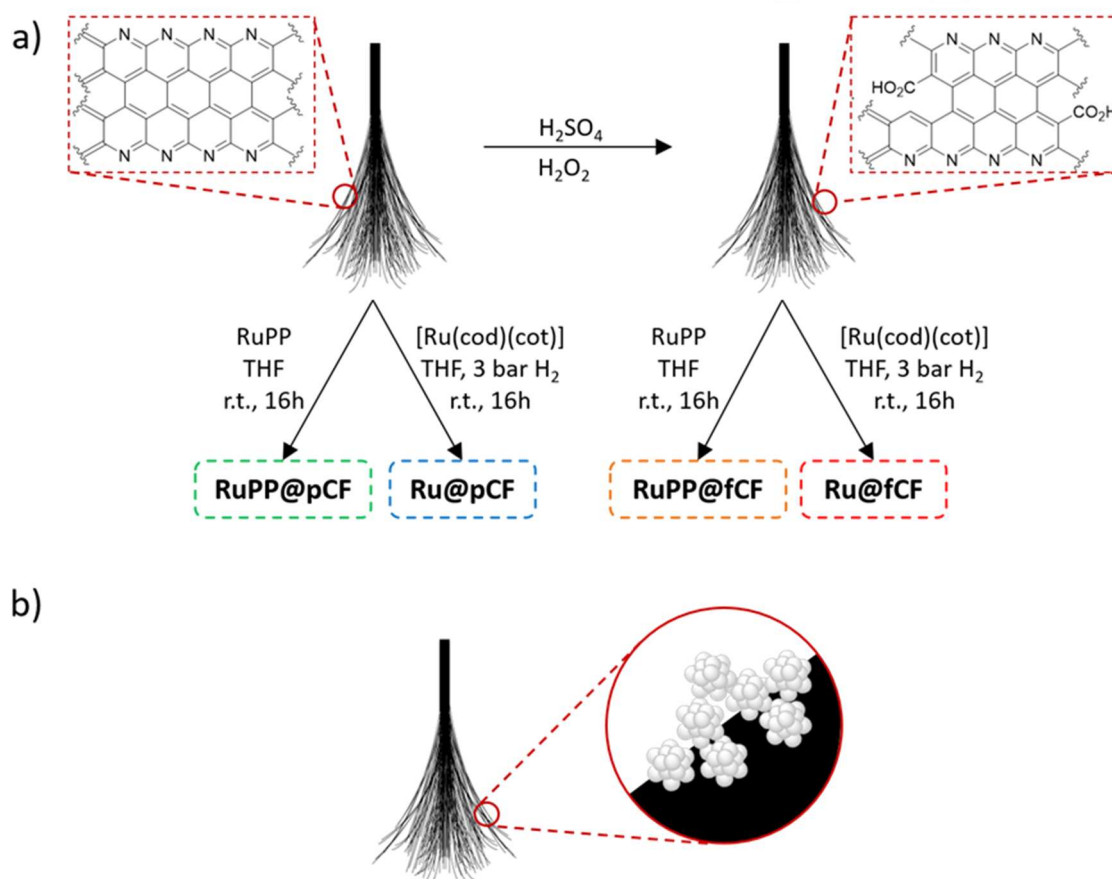 a)
N N N N
N N N N
H₂SO₄
H₂O₂
N N N
HO₂C
CO₂H
N N N N
RuPP
THF
r.t., 16h
[Ru(cod)(cot)]
THF, 3 bar H₂
r.t., 16h
RuPP
THF
r.t., 16h
[Ru(cod)(cot)]
THF, 3 bar H₂
r.t., 16h
RuPP@pCF
Ru@pCF
RuPP@fCF
Ru@fCF
b)